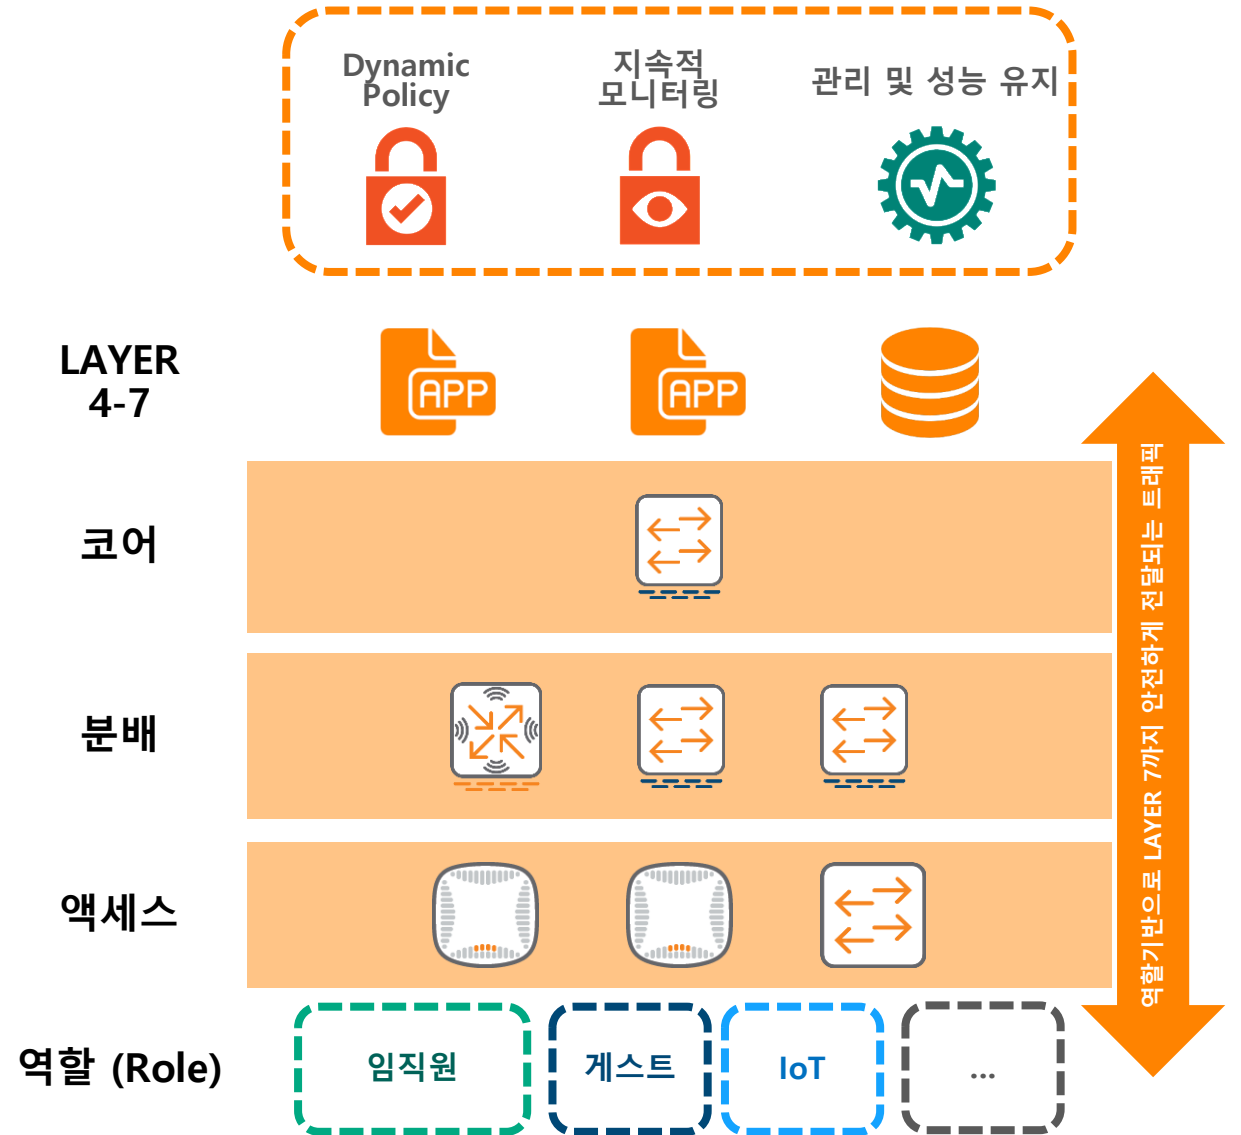 Dynamic
Policy
지속적
모니터링
관리 및 성능 유지
LAYER
4-7
APP
APP
코어
분배
액세스
역할기반으로 LAYER 7까지 안전하게 전달되는 트래픽
역할 (Role)
임직원
게스트
IoT
...